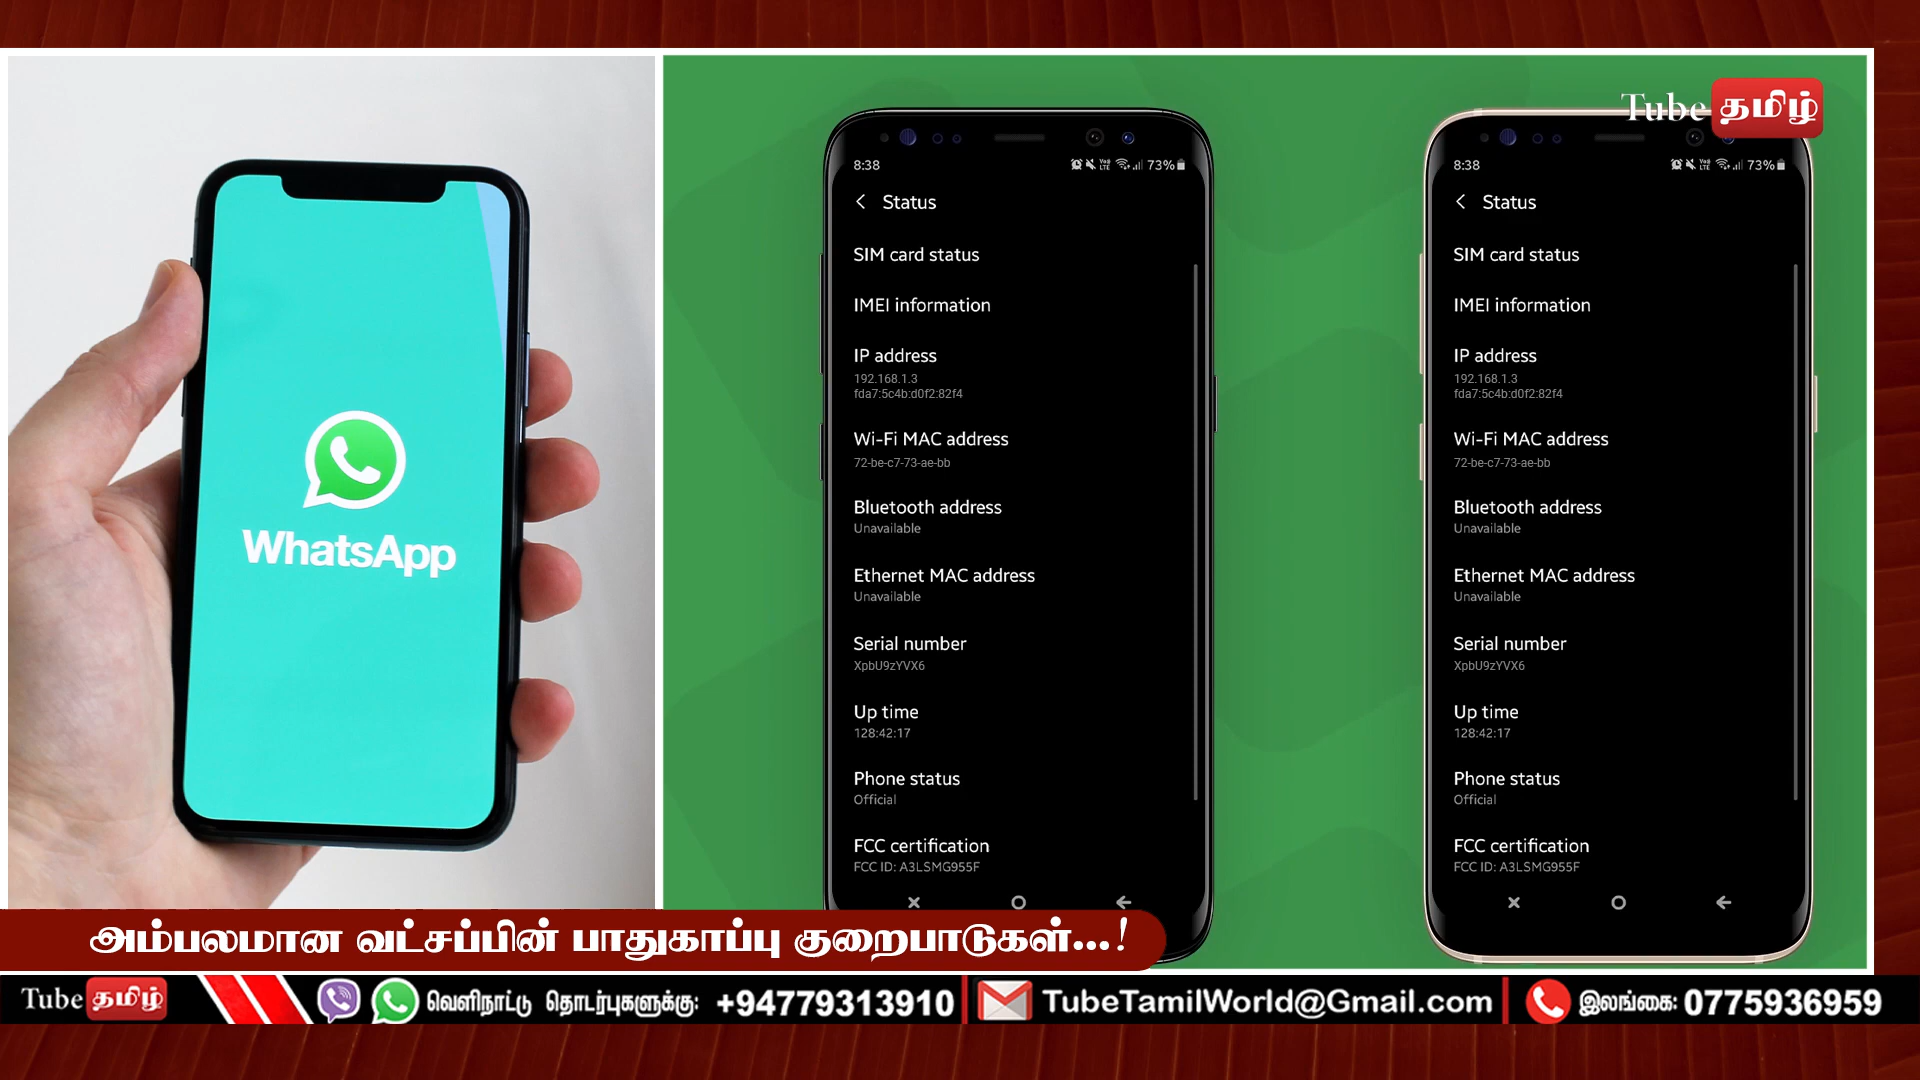 WhatsApp
Tube தமிழ்
8:38
73%
Status
SIM card status
IMEI information
IP address
192.168.1.3
fda7:5c4b:d0f2:82f4
Wi-Fi MAC address
72-be-c7-73-ae-bb
Bluetooth address
Unavailable
Ethernet MAC address
Unavailable
Serial number
XpbU9zYVX6
Up time
128:42:17
Phone status
Official
FCC certification
FCC ID: A3LSMG955F
8:38
73%
Status
SIM card status
IMEI information
IP address
192.168.1.3
fda7:5c4b:d0f2:82f4
Wi-Fi MAC address
72-be-c7-73-ae-bb
Bluetooth address
Unavailable
Ethernet MAC address
Unavailable
Serial number
XpbU9zYVX6
Up time
128:42:17
Phone status
Official
FCC certification
FCC ID: A3LSMG955F
அம்பலமான வட்சப்பின் பாதுகாப்பு குறைபாடுகள்...!
Tube தமிழ் வெளிநாட்டு தொடர்புகளுக்கு: +94779313910 TubeTamilWorld@Gmail.com இலங்கை: 0775936959